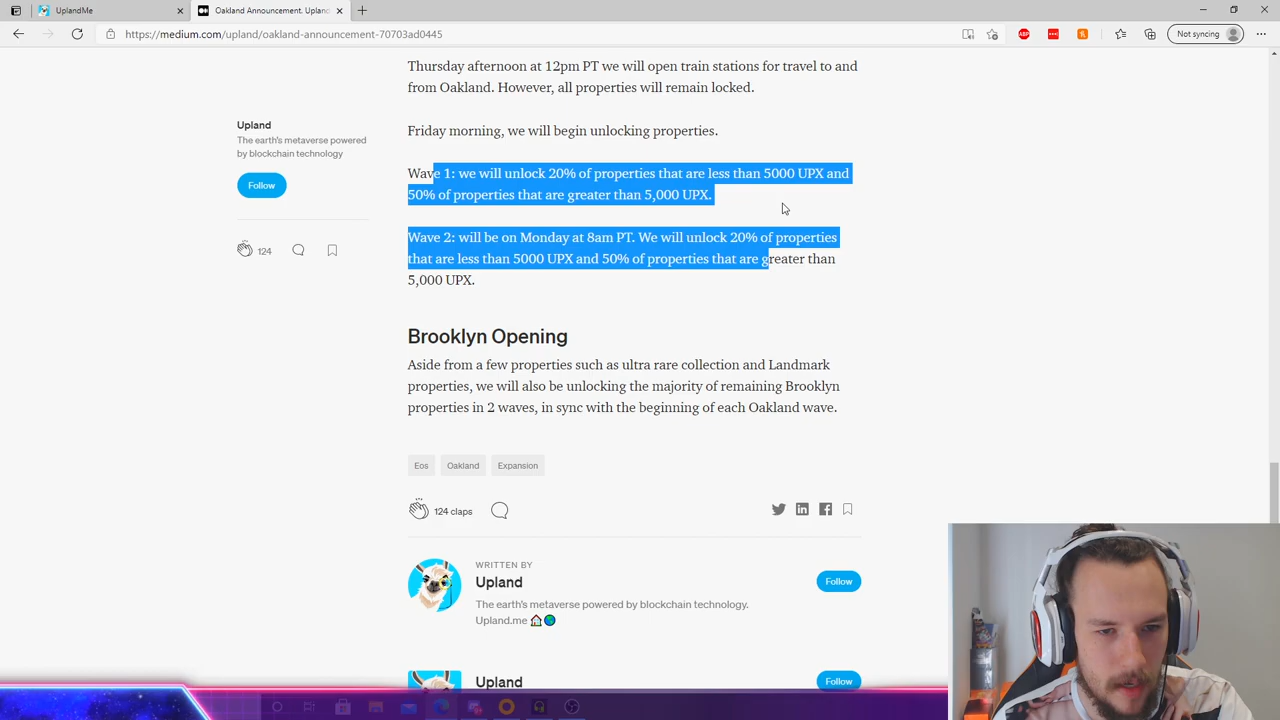 UplandMe
Oakland Announcement. Upland
https://medium.com/upland/oakland-announcement-70703ad0445
ABP
Not syncing
Thursday afternoon at 12pm PT we will open train stations for travel to and
from Oakland. However, all properties will remain locked.
Upland
The earth's metaverse powered
by blockchain technology
Follow
124
Friday morning, we will begin unlocking properties.
Wave 1: we will unlock 20% of properties that are less than 5000 UPX and
50% of properties that are greater than 5,000 UPX.
Wave 2: will be on Monday at 8am PT. We will unlock 20% of properties
that are less than 5000 UPX and 50% of properties that are greater than
5,000 UPX.
Brooklyn Opening
Aside from a few properties such as ultra rare collection and Landmark
properties, we will also be unlocking the majority of remaining Brooklyn
properties in 2 waves, in sync with the beginning of each Oakland wave.
Eos
Oakland
Expansion
124 claps
WRITTEN BY
Upland
Follow
The earth's metaverse powered by blockchain technology.
Upland.me
Upland
Follow